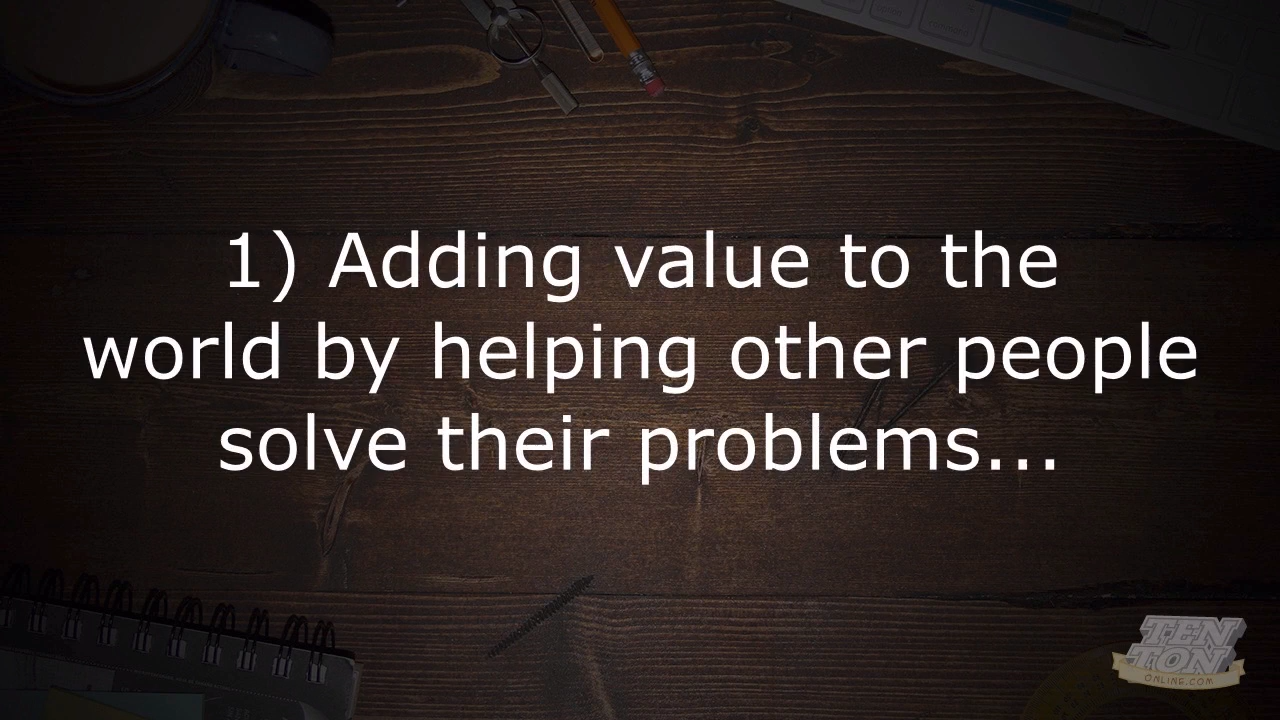 1) Adding value to the
world by helping other people
solve their problems...
TEN
TON
ONLINE.COM